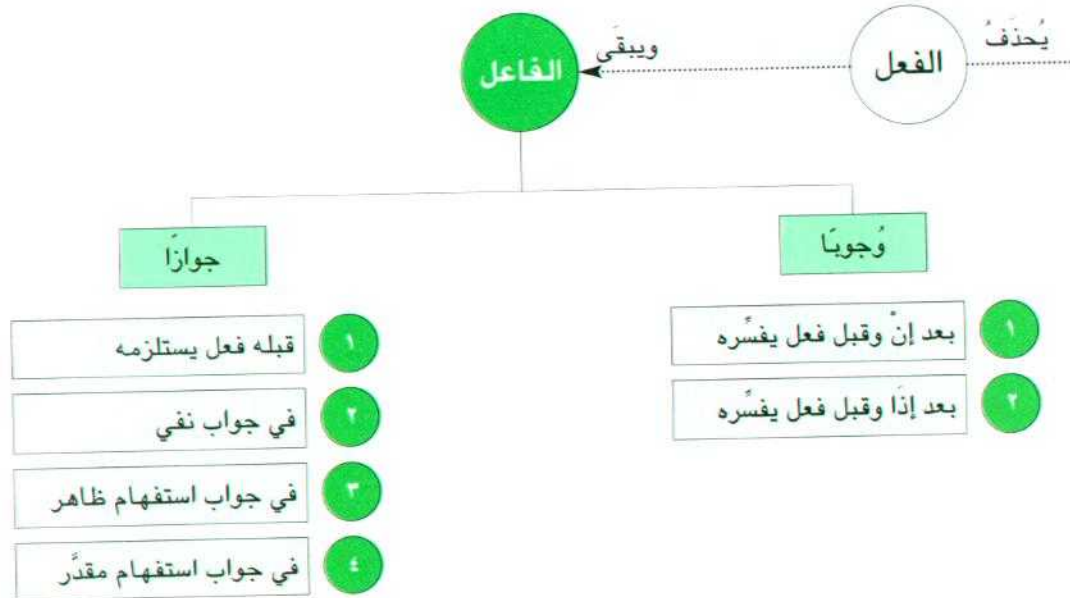 يُحذَفُ
الفعل
ويبقَى
الفاعل
وُجوبًا
١ بعد إنْ وقبل فعل يفسِّره
٢ بعد إذَا وقبل فعل يفسِّره
جوازًا
١ قبله فعل يستلزمه
٢ في جواب نفي
٣ في جواب استفهام ظاهر
٤ في جواب استفهام مقدَّر